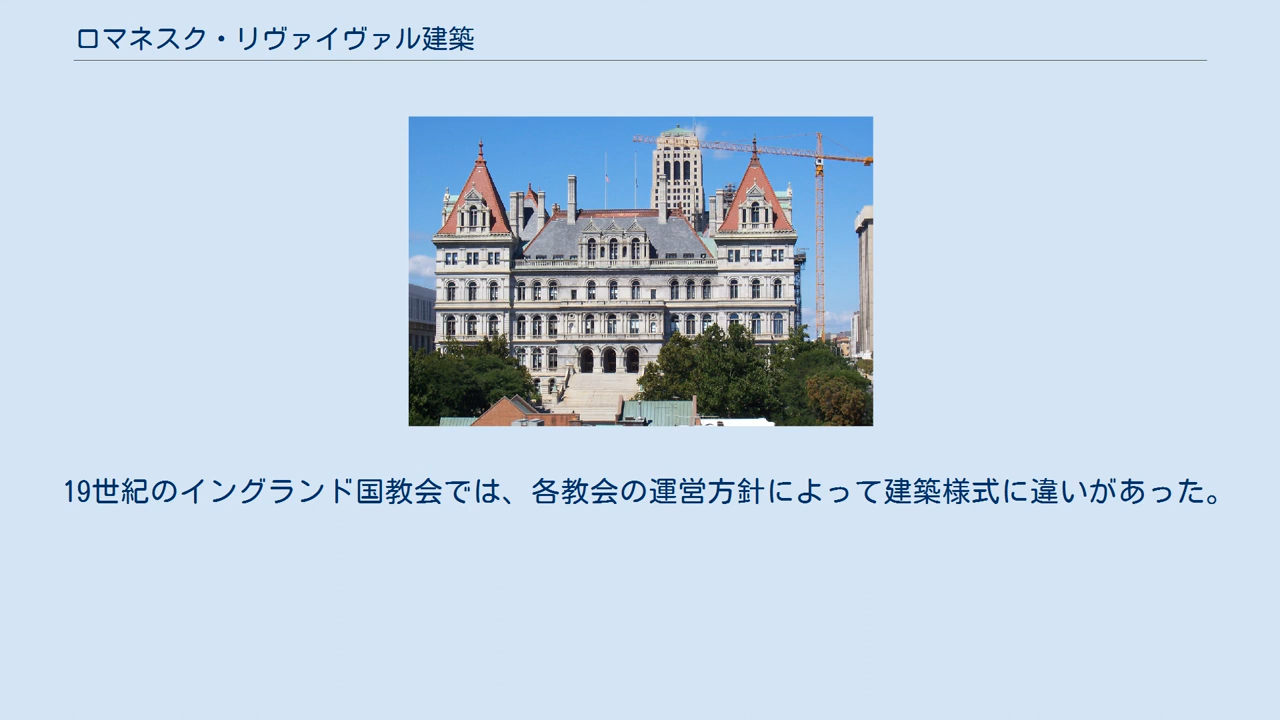 ロマネスク・リヴァイヴァル建築
19世紀のイングランド国教会では、各教会の運営方針によって建築様式に違いがあった。